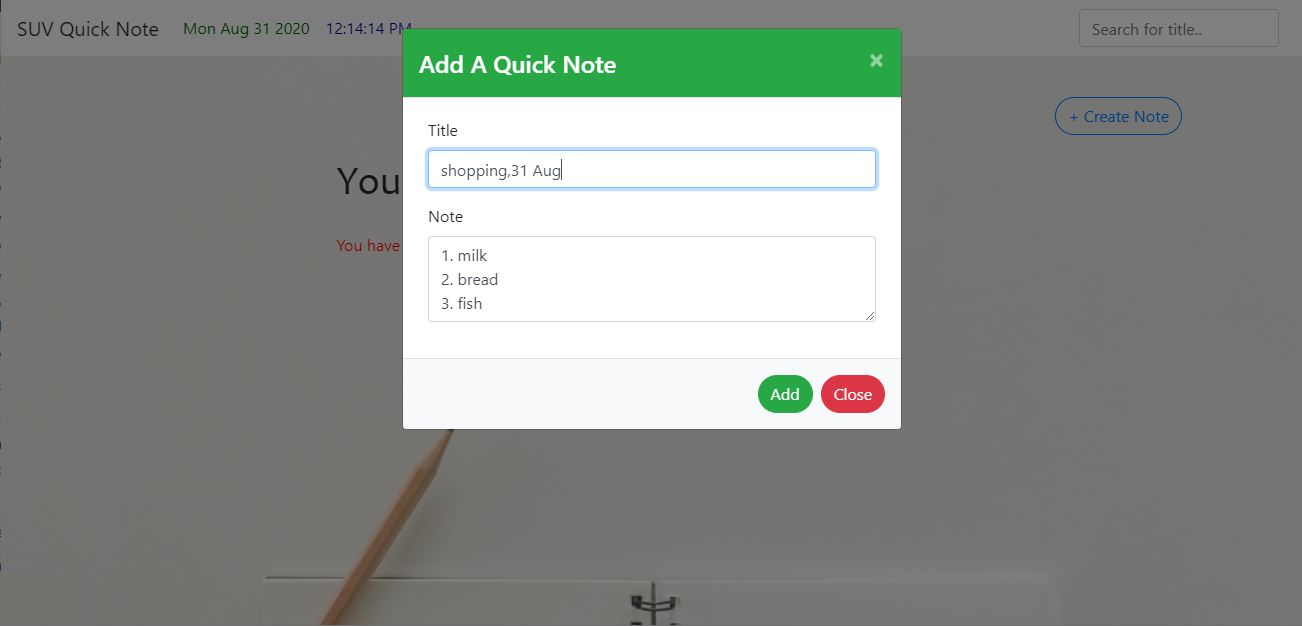 SUV Quick Note Mon Aug 31 2020 12:14:14 PM Search for title..
Add A Quick Note ×
+ Create Note
Title
shopping,31 Aug
You
Note
You have
1. milk
2. bread
3. fish
Add Close